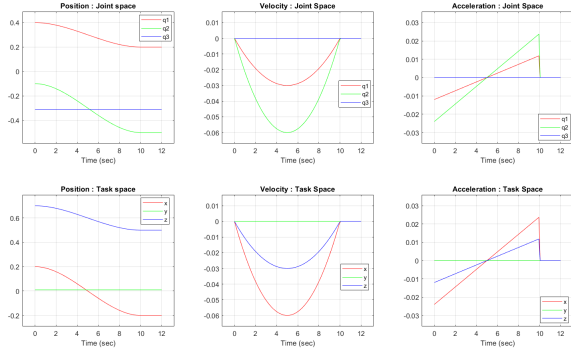 Position : Joint space
0.4
0.2
-0.2
-0.4
q1
q2
q3
0 2 4 6 8 10 12
Time (sec)
Velocity : Joint Space
0.01
0
-0.01
-0.02
-0.03
-0.04
-0.05
-0.06
q1
q2
q3
0 2 4 6 8 10 12
Time (sec)
Acceleration : Joint Space
0.03
0.02
0.01
0
-0.01
-0.02
-0.03
q1
q2
q3
0 2 4 6 8 10 12
Time (sec)
Position : Task space
0.6
0.4
0.2
0
-0.2
x
y
z
0 2 4 6 8 10 12
Time (sec)
Velocity : Task Space
0.01
0
-0.01
-0.02
-0.03
-0.04
-0.05
-0.06
x
y
z
0 2 4 6 8 10 12
Time (sec)
Acceleration : Task Space
0.03
0.02
0.01
0
-0.01
-0.02
-0.03
x
y
z
0 2 4 6 8 10 12
Time (sec)